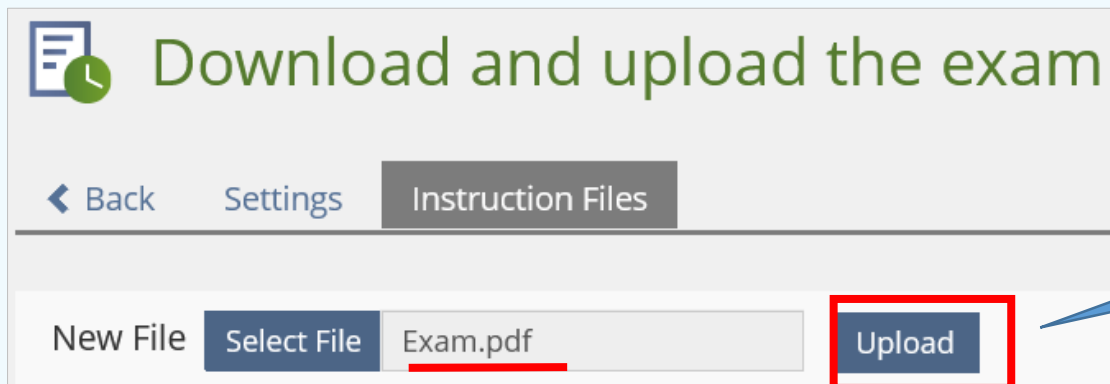 Download and upload the exam
Back Settings Instruction Files
New File Select File Exam.pdf Upload